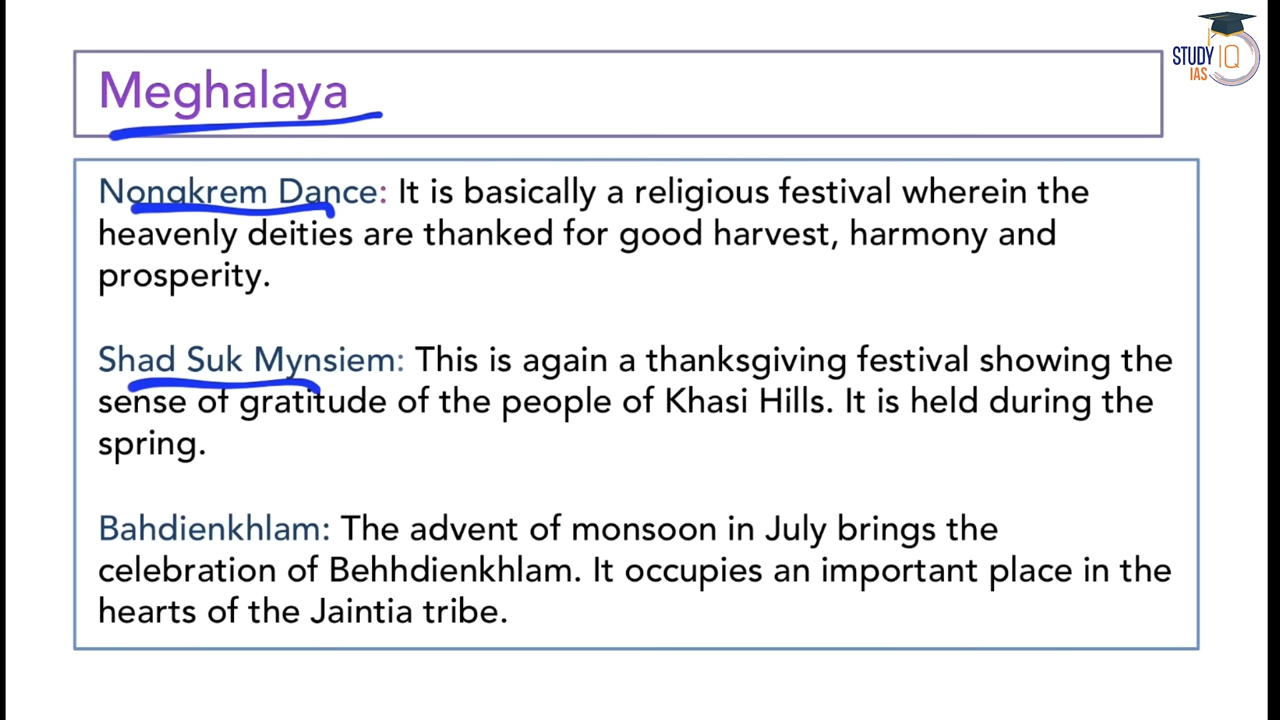 STUDY IQ
IAS
Meghalaya
Nongkrem Dance: It is basically a religious festival wherein the
heavenly deities are thanked for good harvest, harmony and
prosperity.
Shad Suk Mynsiem: This is again a thanksgiving festival showing the
sense of gratitude of the people of Khasi Hills. It is held during the
spring.
Bahdienkhlam: The advent of monsoon in July brings the
celebration of Behhdienkhlam. It occupies an important place in the
hearts of the Jaintia tribe.